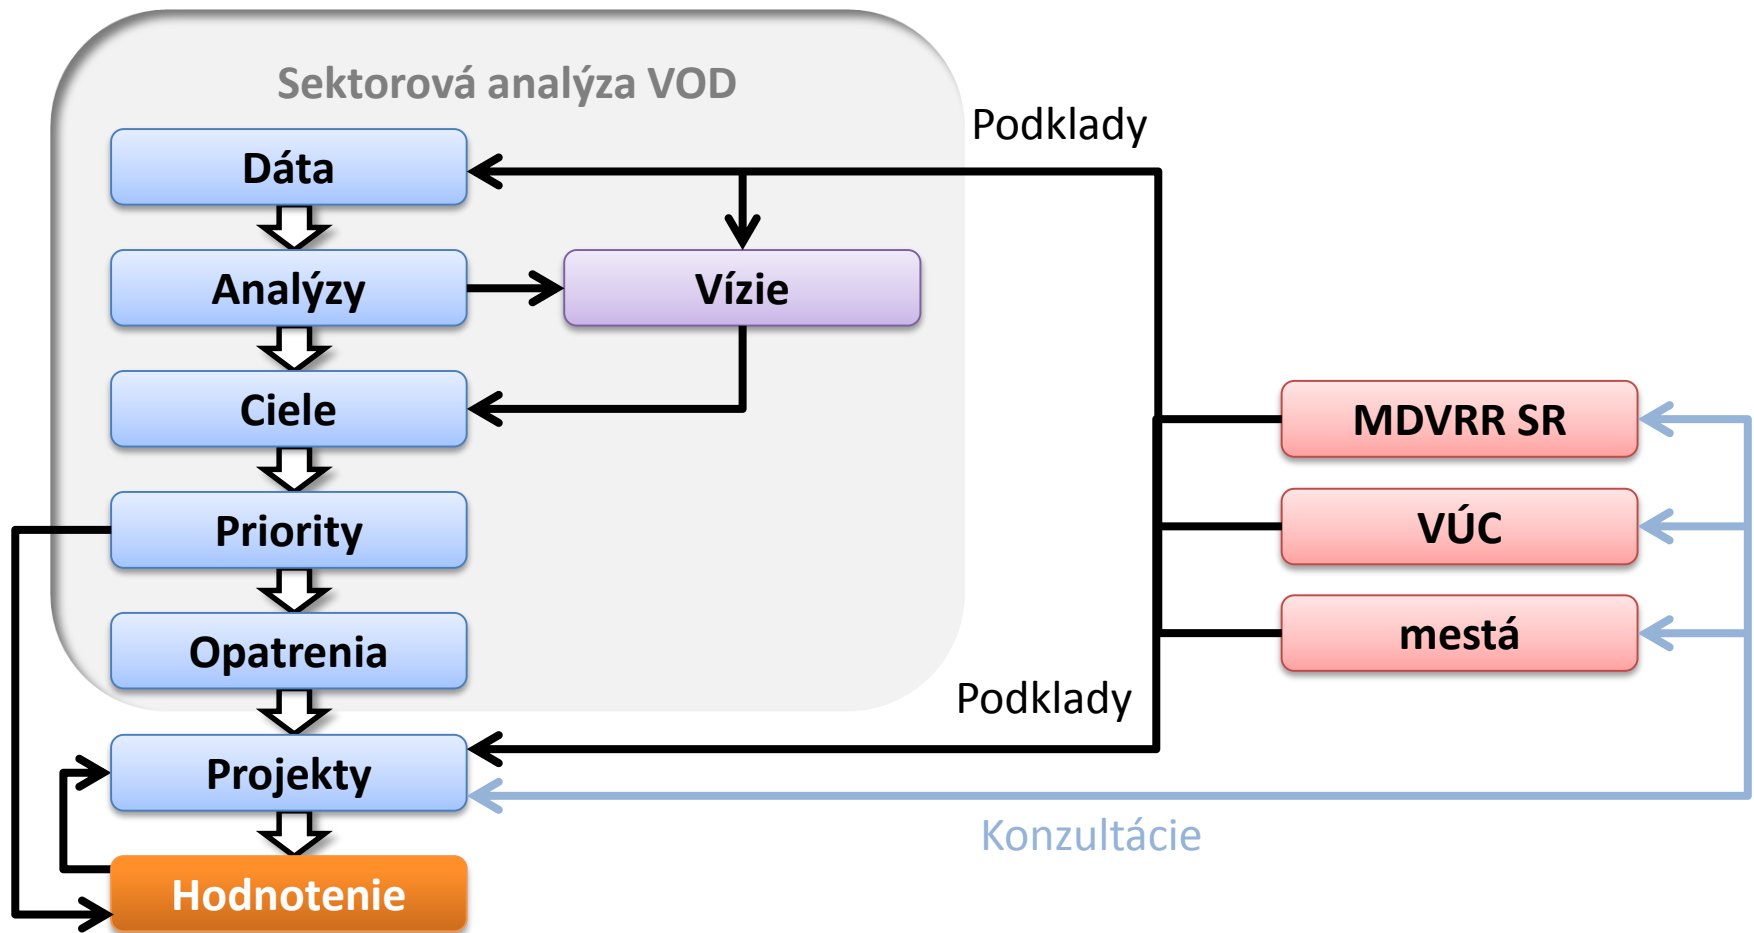 Sektorová analýza VOD
Podklady
Dáta
Analýzy
Vízie
Ciele
MDVRR SR
Priority
VÚC
Opatrenia
mestá
Podklady
Projekty
Konzultácie
Hodnotenie